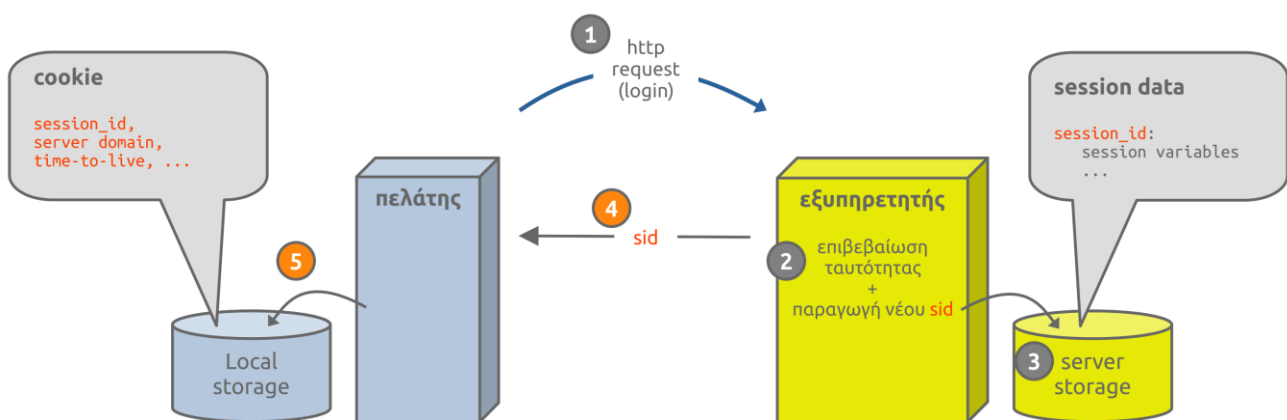 1
http
request
(login)
cookie
session_id,
server domain,
time-to-live, ...
session data
session_id:
session variables
...
πελάτης
4
sid
εξυπηρετητής
2
επιβεβαίωση
ταυτότητας
+
παραγωγή νέου sid
5
Local
storage
3
server
storage